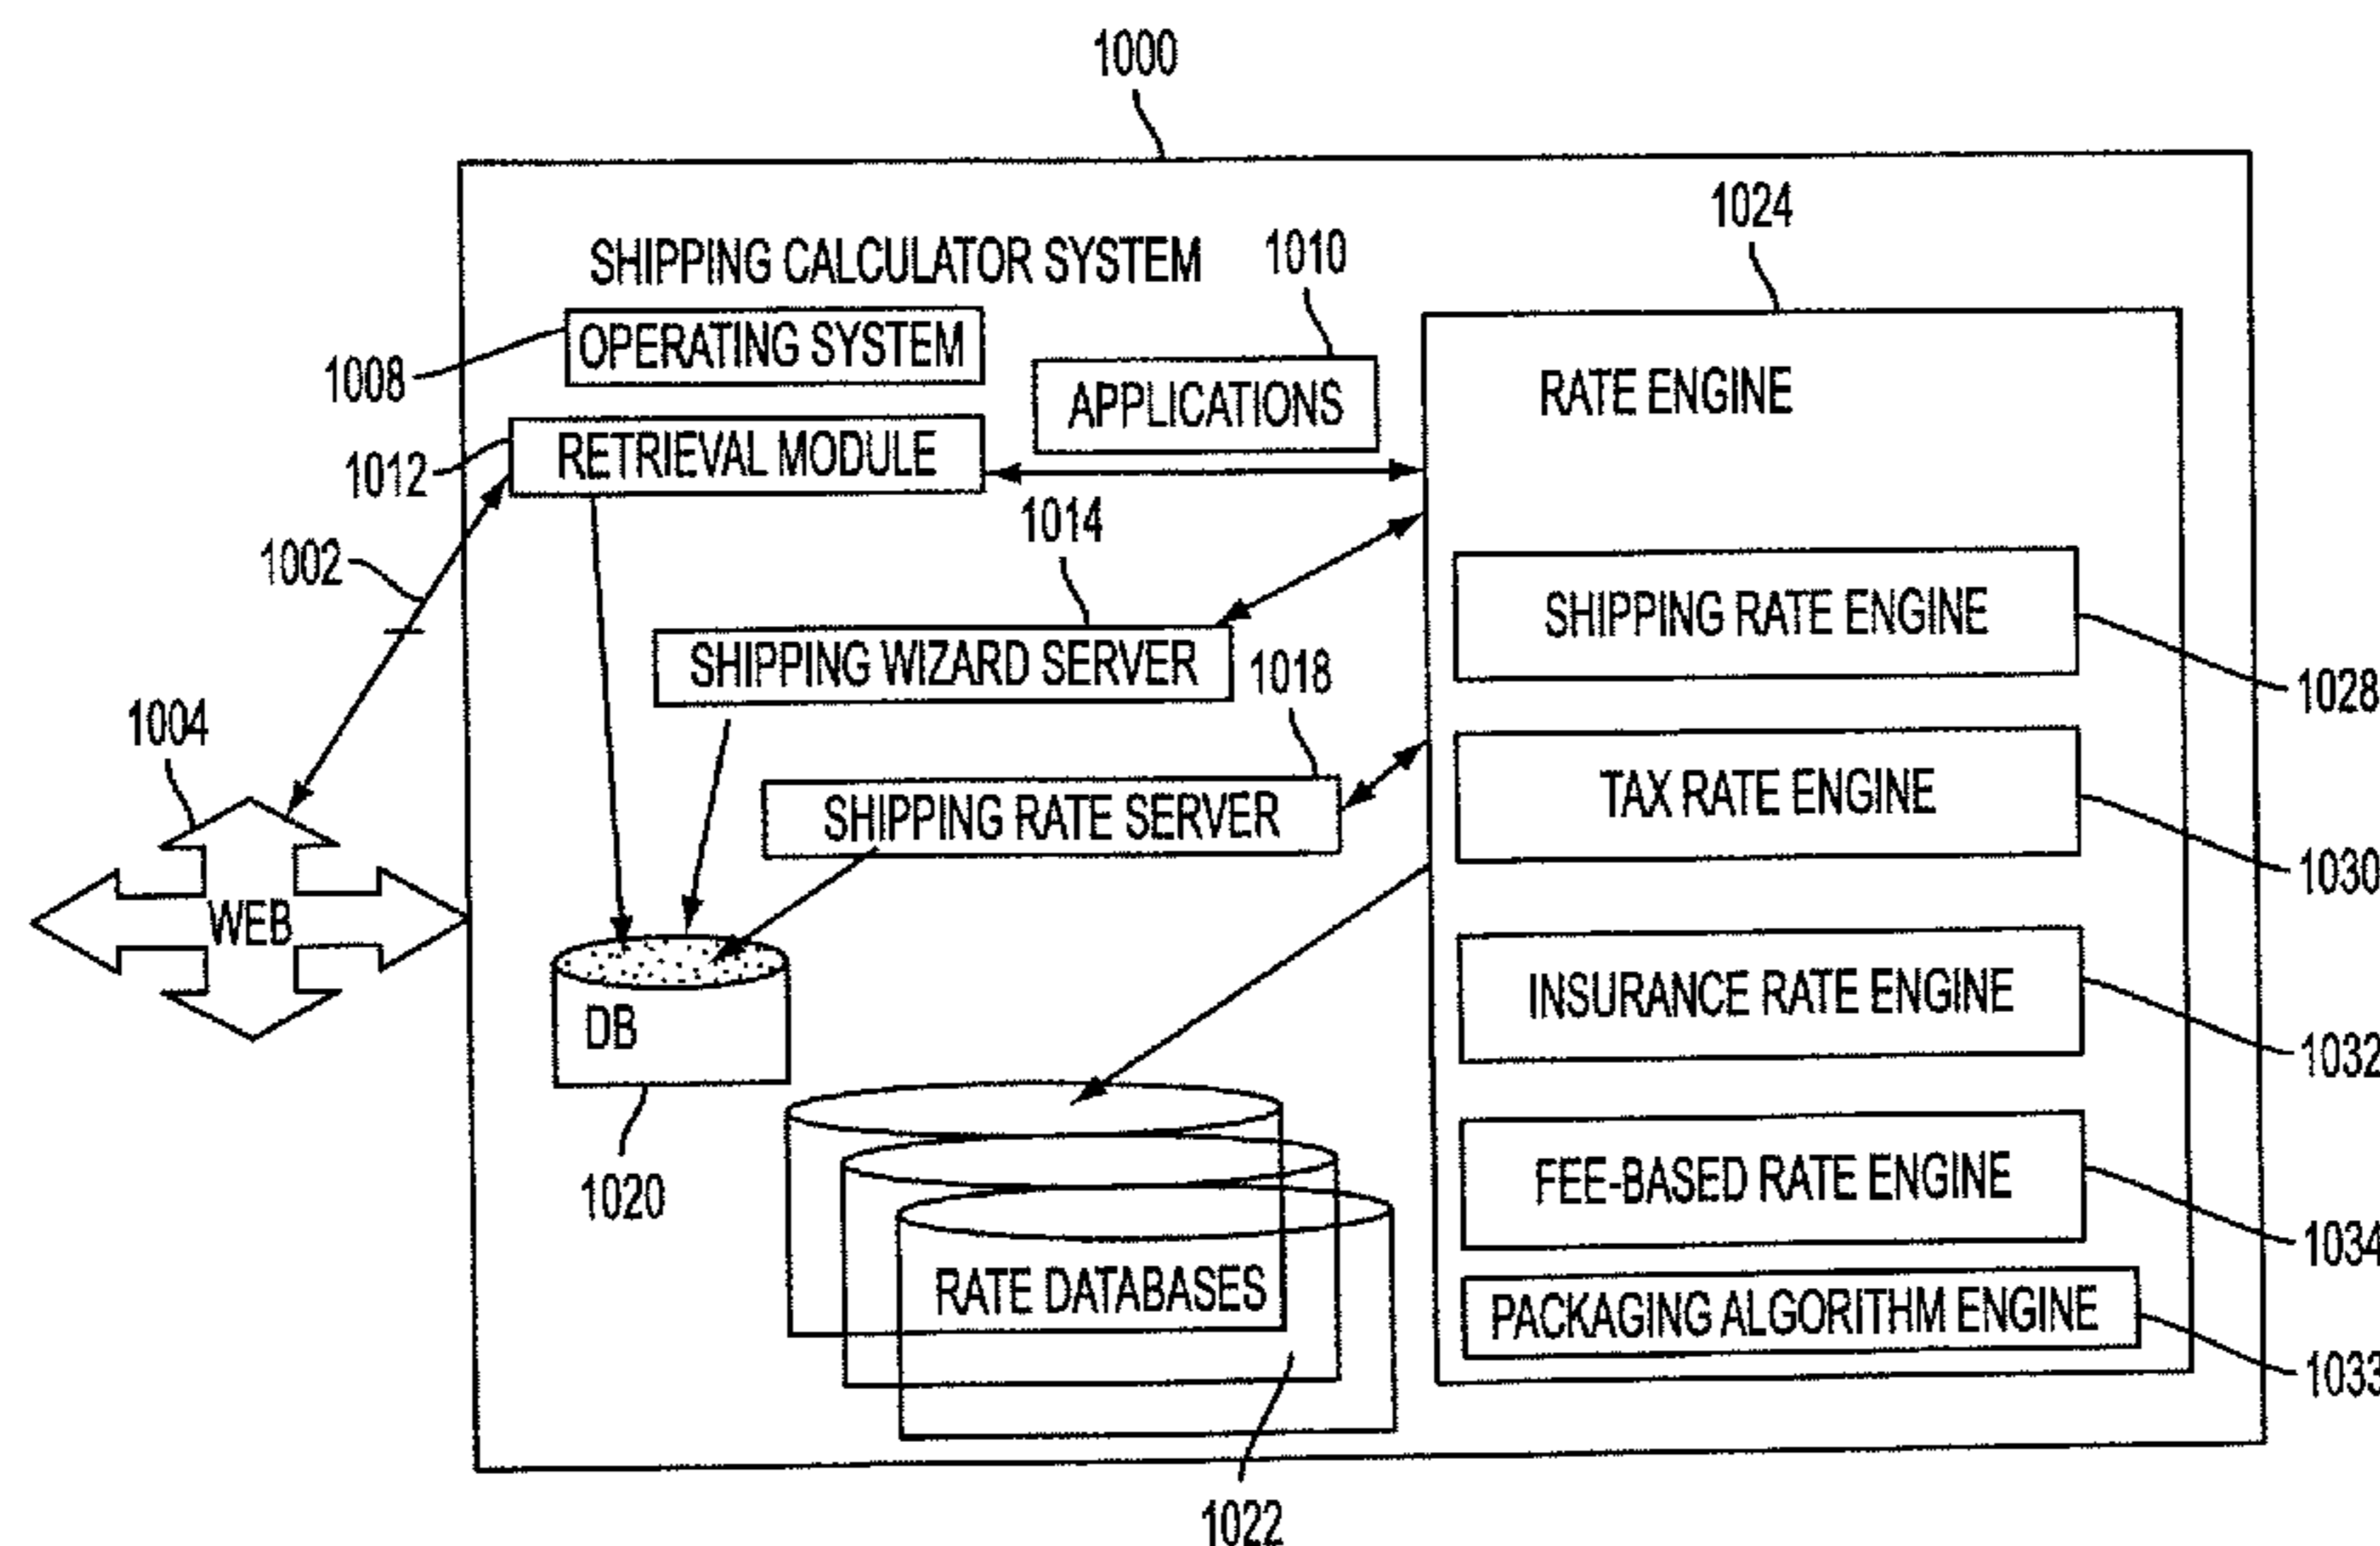 1000
1024
SHIPPING CALCULATOR SYSTEM
1010
1008
OPERATING SYSTEM
APPLICATIONS
RATE ENGINE
1012
RETRIEVAL MODULE
1014
1002
SHIPPING RATE ENGINE
SHIPPING WIZARD SERVER
1018
1028
1004
TAX RATE ENGINE
SHIPPING RATE SERVER
1030
WEB
INSURANCE RATE ENGINE
DB
1032
FEE-BASED RATE ENGINE
1020
1034
RATE DATABASES
PACKAGING ALGORITHM ENGINE
1033
1022